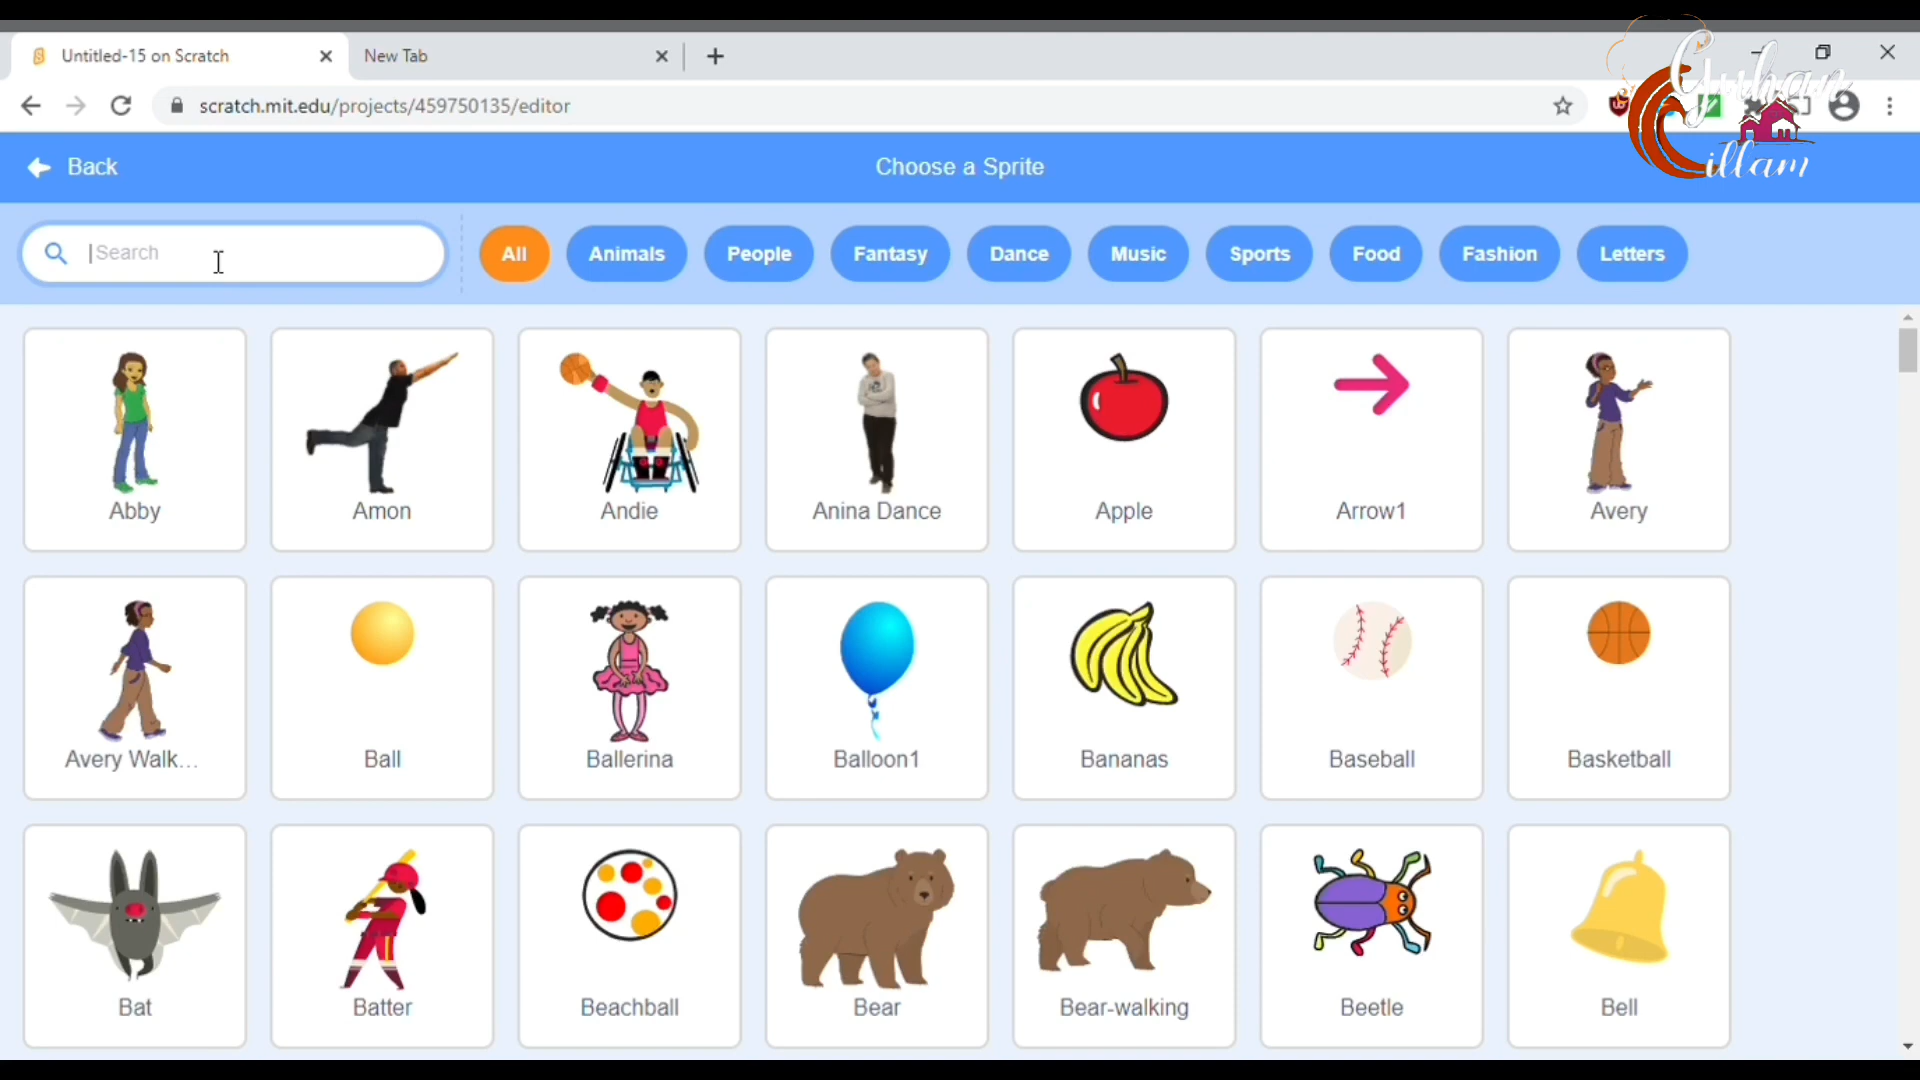 Untitled-15 on Scratch
New Tab
scratch.mit.edu/projects/459750135/editor
Guhan
illam
Back
Choose a Sprite
Search
All
Animals
People
Fantasy
Dance
Music
Sports
Food
Fashion
Letters
Abby
Amon
Andie
Anina Dance
Apple
Arrow1
Avery
Avery Walk...
Ball
Ballerina
Balloon1
Bananas
Baseball
Basketball
Bat
Batter
Beachball
Bear
Bear-walking
Beetle
Bell